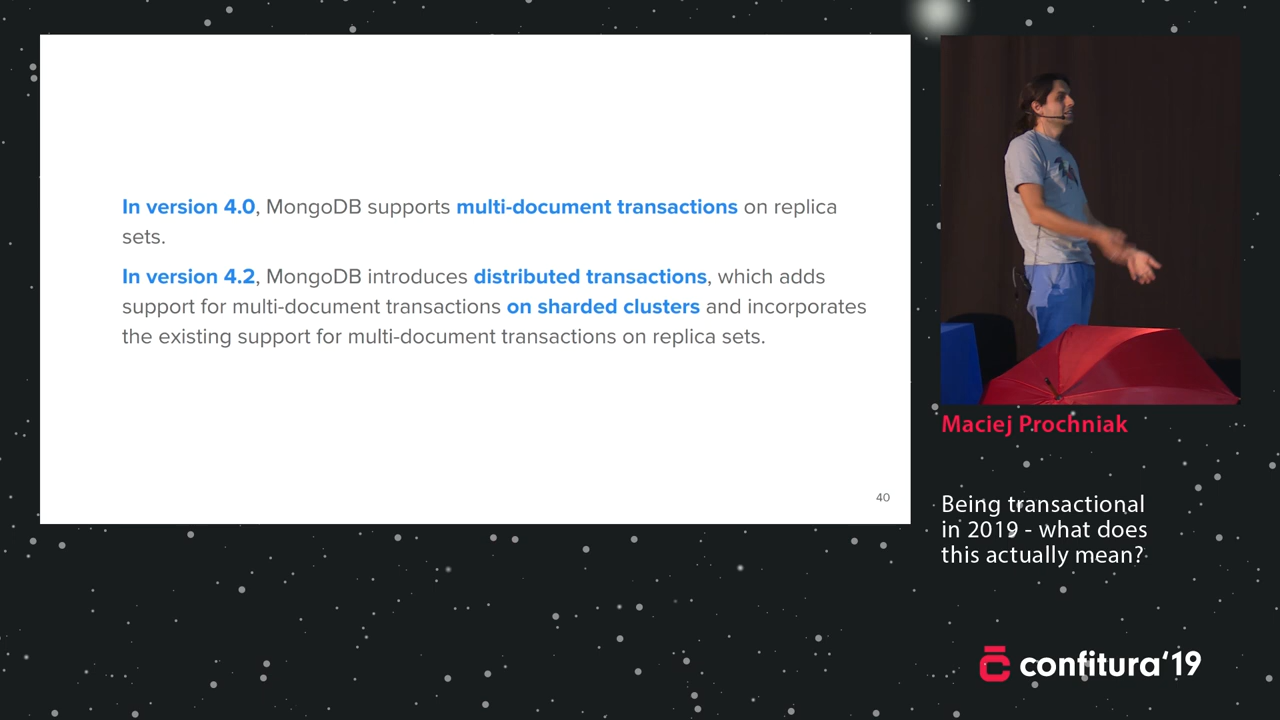 In version 4.0, MongoDB supports multi-document transactions on replica
sets.
In version 4.2, MongoDB introduces distributed transactions, which adds
support for multi-document transactions on sharded clusters and incorporates
the existing support for multi-document transactions on replica sets.
40
Maciej Prochniak
Being transactional
in 2019 - what does
this actually mean?
confitura‘19